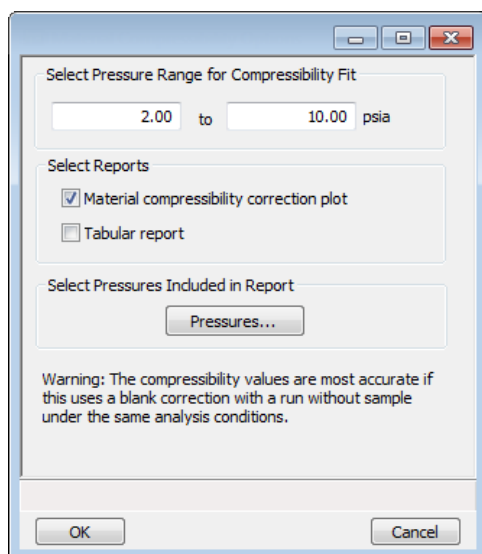 Select Pressure Range for Compressibility Fit
2.00 to 10.00 psia
Select Reports
Material compressibility correction plot
Tabular report
Select Pressures Included in Report
Pressures...
Warning: The compressibility values are most accurate if
this uses a blank correction with a run without sample
under the same analysis conditions.
OK Cancel